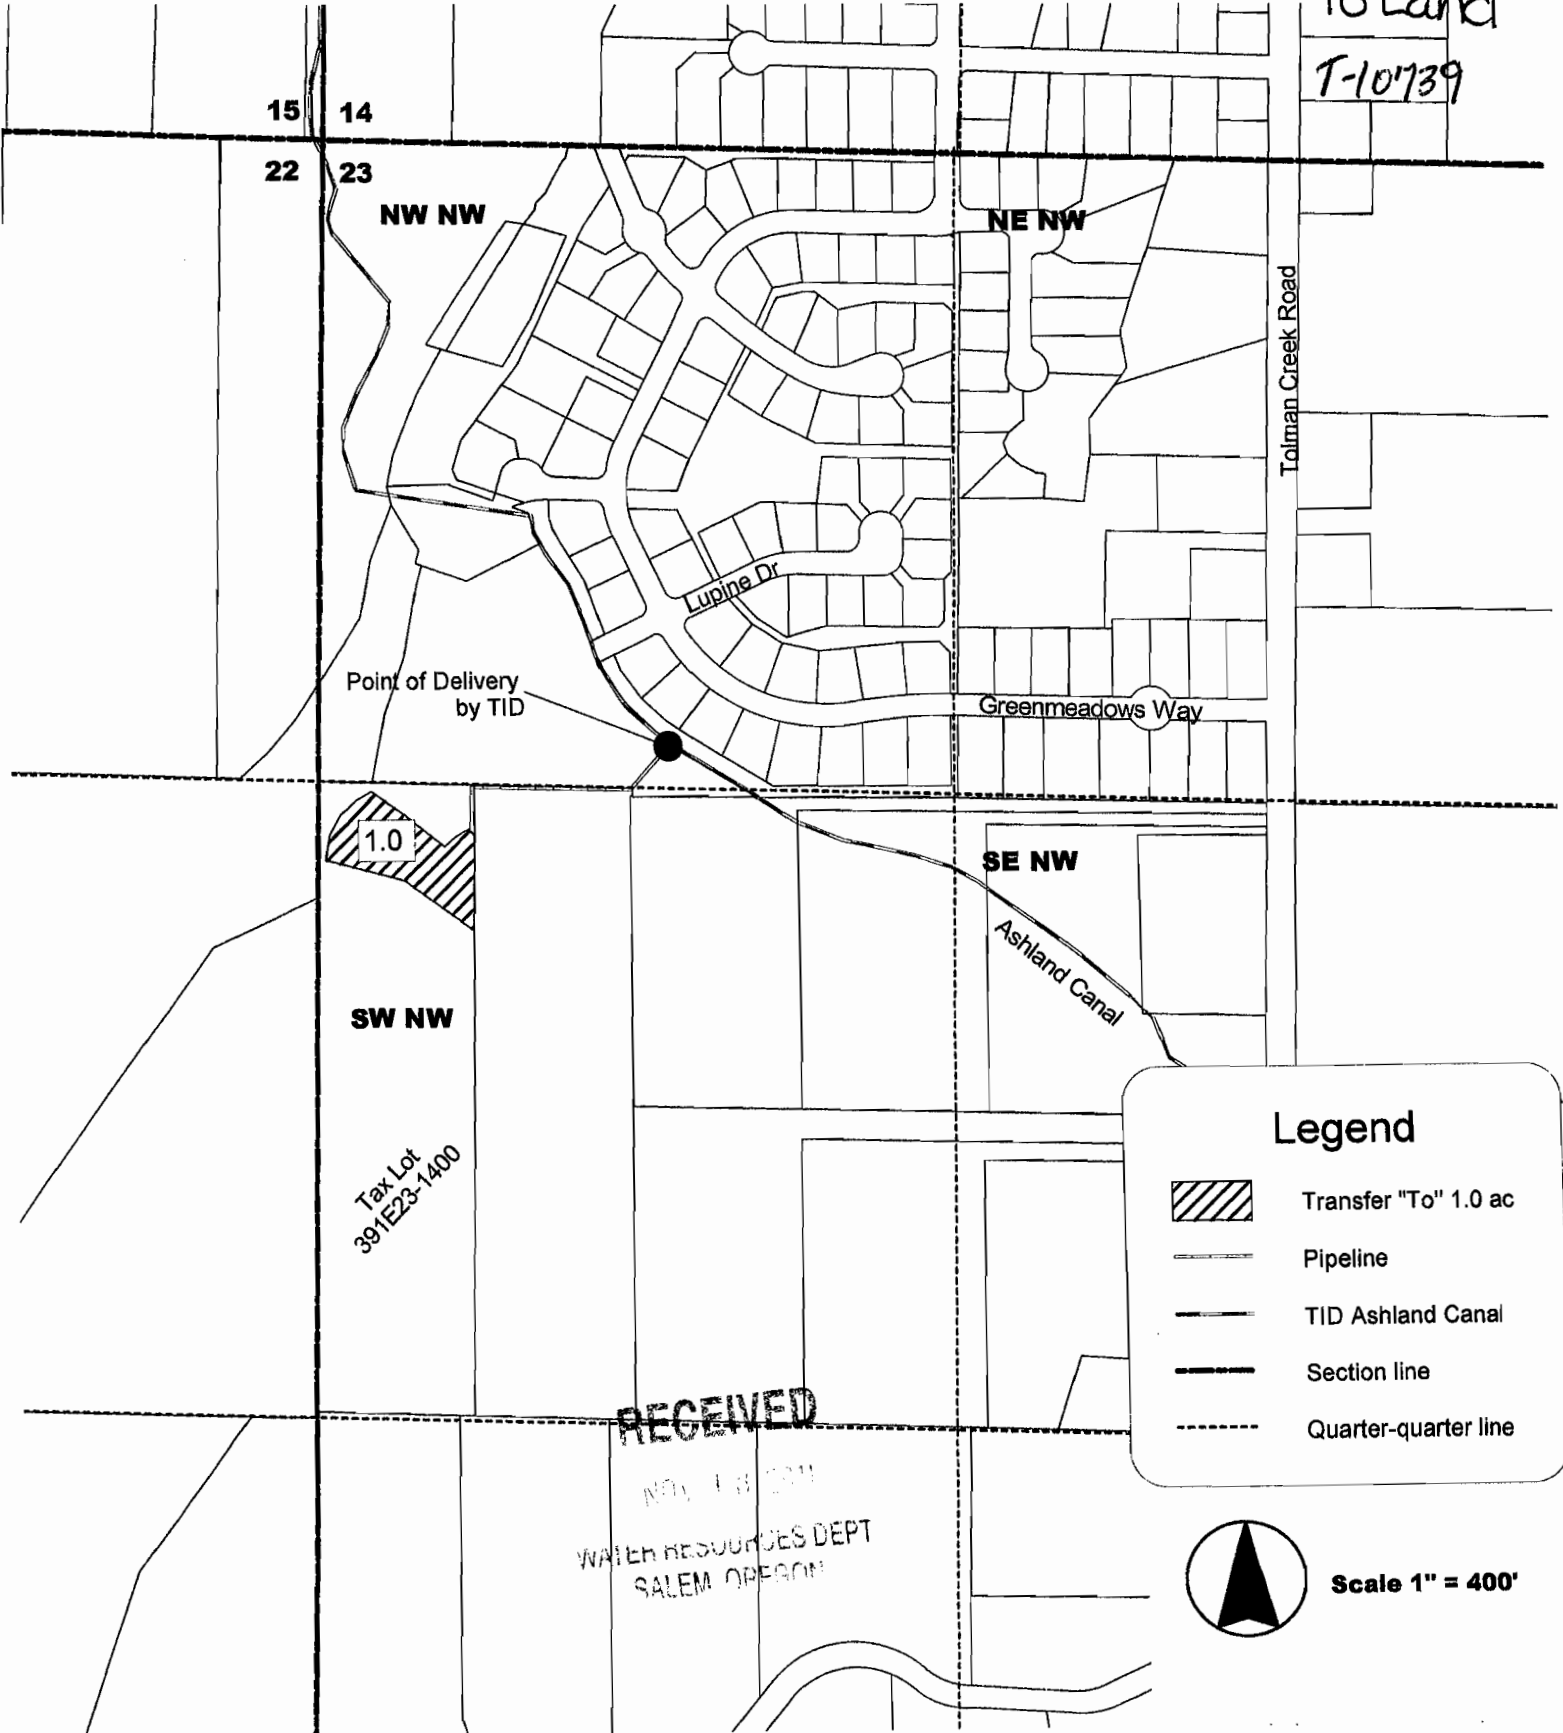 To Land
T-10739
15 14
22 23
NW NW
NE NW
Tolman Creek Road
Lupine Dr
Point of Delivery
by TID
Greenmeadows Way
1.0
SE NW
Ashland Canal
SW NW
Tax Lot
391E23-1400
Legend
Transfer "To" 1.0 ac
Pipeline
TID Ashland Canal
Section line
Quarter-quarter line
RECEIVED
NOV
WATER RESOURCES DEPT
SALEM, OREGON
Scale 1" = 400'